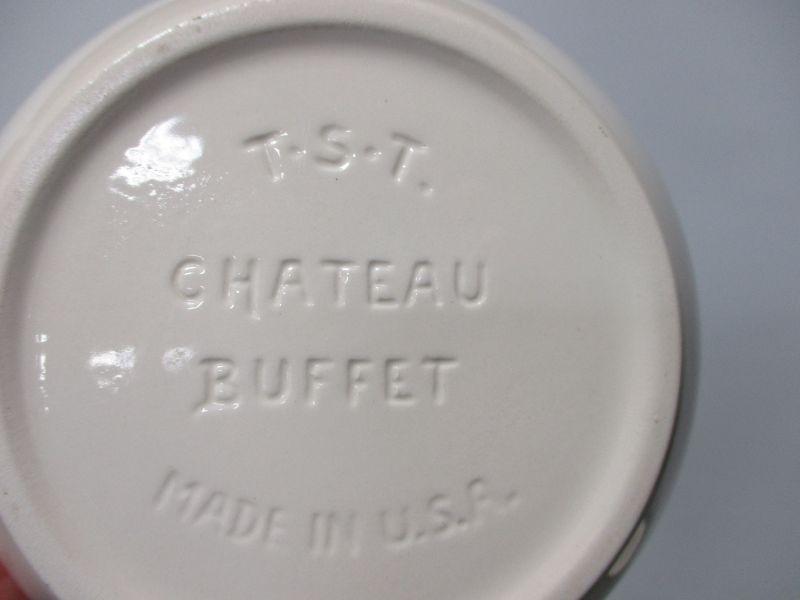 T·S·T.
CHATEAU
BUFFET
MADE IN U.S.A.